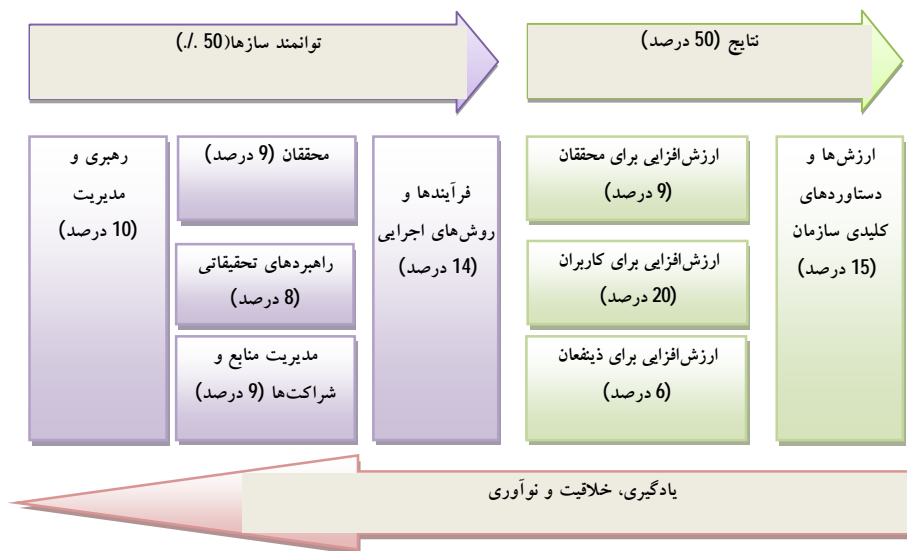 توانمند سازها(50 ./.)
نتایج (50 درصد)
رهبری و
مدیریت
(10 درصد)
محققان (9 درصد)
راهبردهای تحقیقاتی
(8 درصد)
مدیریت منابع و
شراکت‌ها (9 درصد)
فرآیندها و
روش‌های اجرایی
(14 درصد)
ارزش‌افزایی برای محققان
(9 درصد)
ارزش‌افزایی برای کاربران
(20 درصد)
ارزش‌افزایی برای ذینفعان
(6 درصد)
ارزش‌ها و
دستاوردهای
کلیدی سازمان
(15 درصد)
یادگیری، خلاقیت و نوآوری